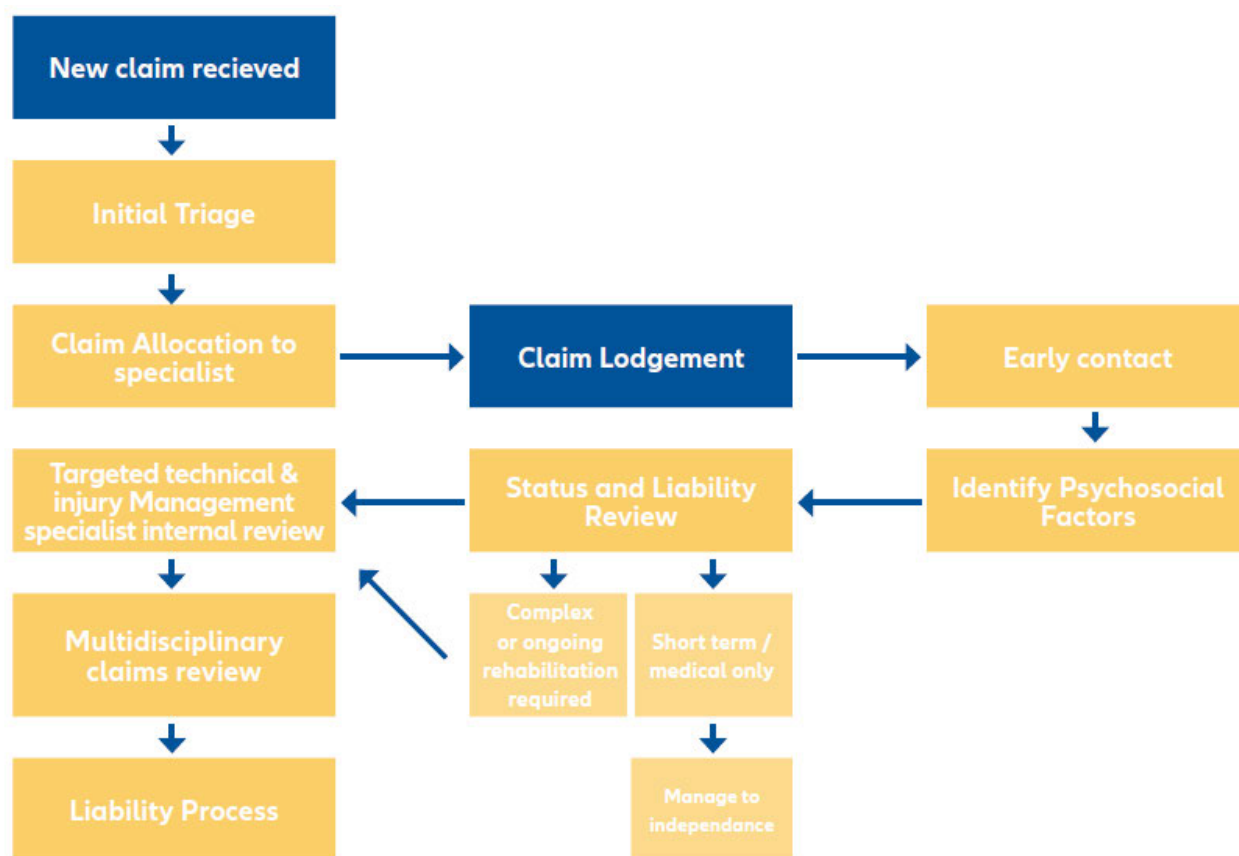 New claim recieved
Initial Triage
Claim Allocation to
specialist
Claim Lodgement
Early contact
Targeted technical &
injury Management
specialist internal review
Status and Liability
Review
Identify Psychosocial
Factors
Multidisciplinary
claims review
Complex
or ongoing
rehabilitation
required
Short term /
medical only
Liability Process
Manage to
independance